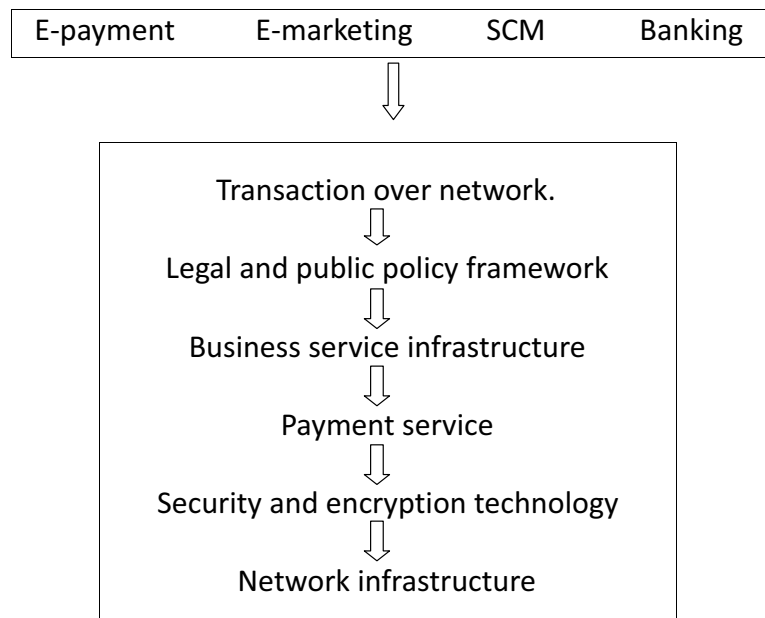 E-payment E-marketing SCM Banking
Transaction over network.
Legal and public policy framework
Business service infrastructure
Payment service
Security and encryption technology
Network infrastructure